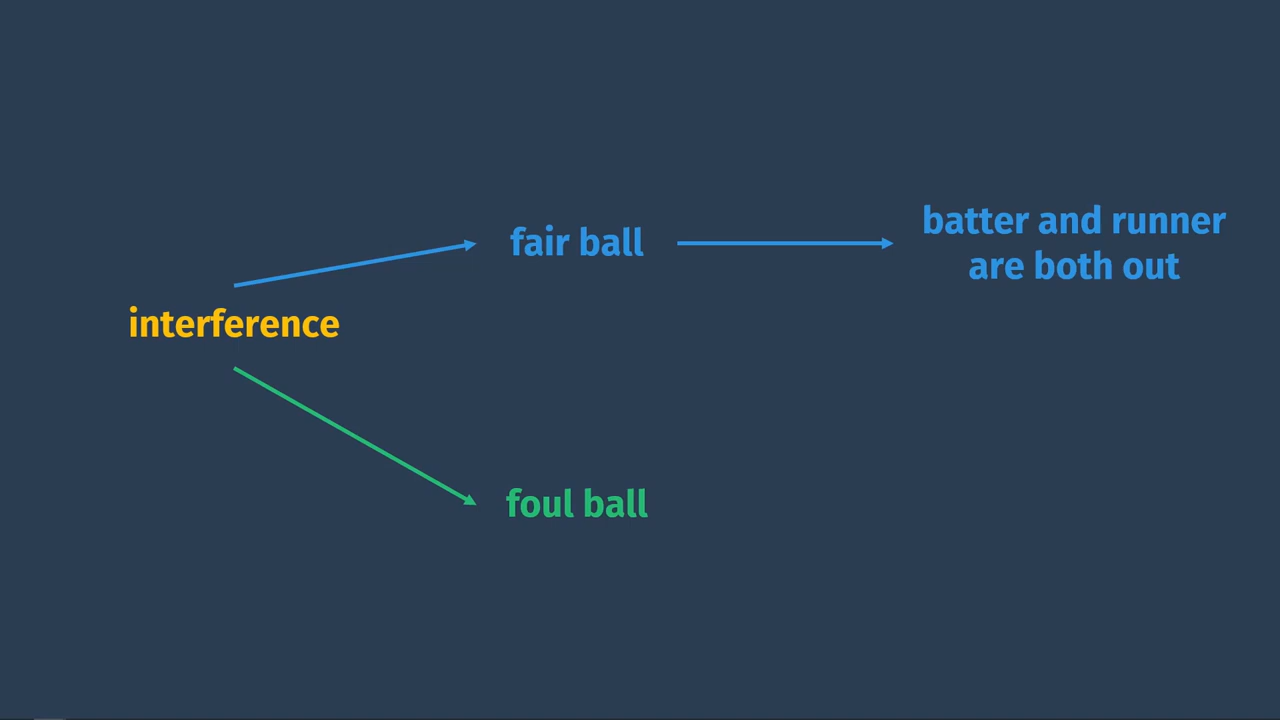 interference
fair ball
batter and runner
are both out
foul ball